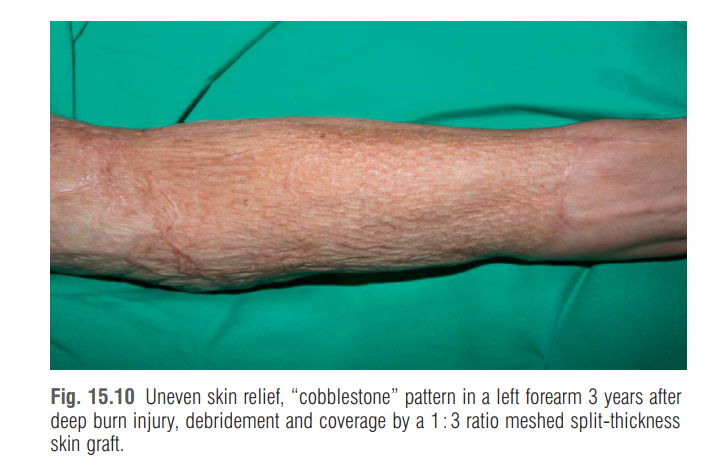 Fig. 15.10 Uneven skin relief, “cobblestone” pattern in a left forearm 3 years after
deep burn injury, debridement and coverage by a 1 : 3 ratio meshed split-thickness
skin graft.